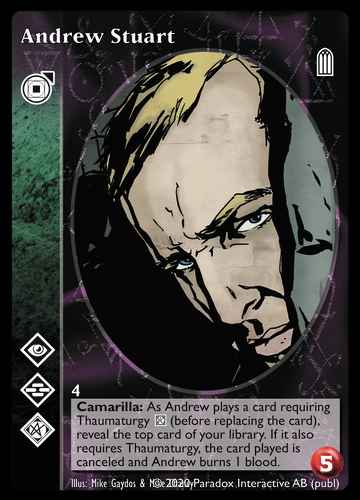 Andrew Stuart
4
Camarilla: As Andrew plays a card requiring
Thaumaturgy (before replacing the card),
reveal the top card of your library. If it also
requires Thaumaturgy, the card played is
canceled and Andrew burns 1 blood.
5
Illus: Mike Gaydos & M ©2020 Paradox Interactive AB (publ)